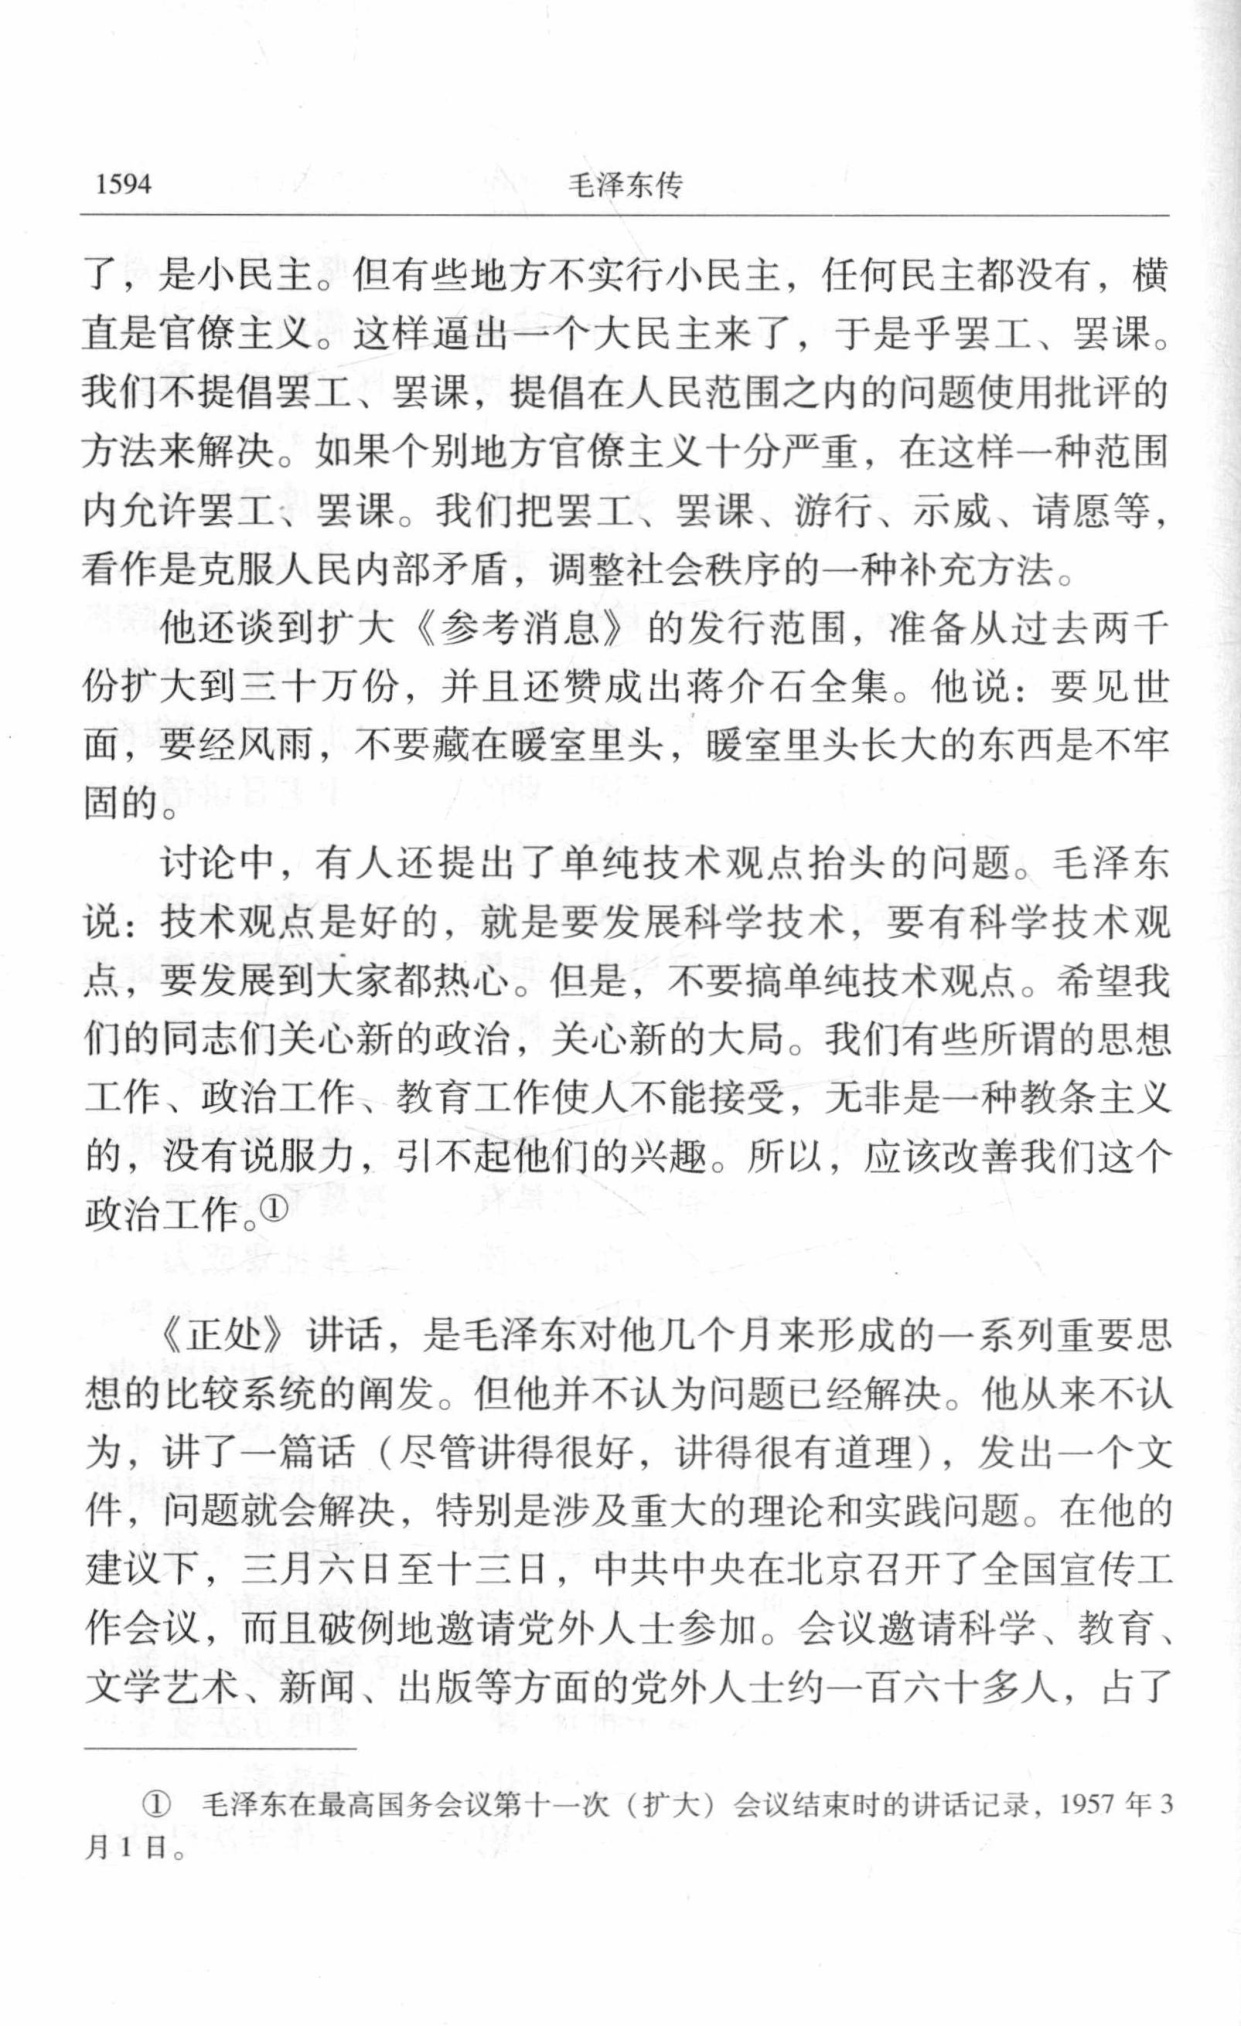 1594
毛泽东传
了，是小民主。但有些地方不实行小民主，任何民主都没有，横
直是官僚主义。这样逼出一个大民主来了，于是乎罢工、罢课。
我们不提倡罢工、罢课，提倡在人民范围之内的问题使用批评的
方法来解决。如果个别地方官僚主义十分严重，在这样一种范围
内允许罢工、罢课。我们把罢工、罢课、游行、示威、请愿等，
看作是克服人民内部矛盾，调整社会秩序的一种补充方法。
他还谈到扩大《参考消息》的发行范围，准备从过去两千
份扩大到三十万份，并且还赞成出蒋介石全集。他说：要见世
面，要经风雨，不要藏在暖室里头，暖室里头长大的东西是不牢
固的。
讨论中，有人还提出了单纯技术观点抬头的问题。毛泽东
说：技术观点是好的，就是要发展科学技术，要有科学技术观
点，要发展到大家都热心。但是，不要搞单纯技术观点。希望我
们的同志们关心新的政治，关心新的大局。我们有些所谓的思想
工作、政治工作、教育工作使人不能接受，无非是一种教条主义
的，没有说服力，引不起他们的兴趣。所以，应该改善我们这个
政治工作。①
《正处》讲话，是毛泽东对他几个月来形成的一系列重要思
想的比较系统的阐发。但他并不认为问题已经解决。他从来不认
为，讲了一篇话（尽管讲得很好，讲得很有道理），发出一个文
件，问题就会解决，特别是涉及重大的理论和实践问题。在他的
建议下，三月六日至十三日，中共中央在北京召开了全国宣传工
作会议，而且破例地邀请党外人士参加。会议邀请科学、教育、
文学艺术、新闻、出版等方面的党外人士约一百六十多人，占了
① 毛泽东在最高国务会议第十一次（扩大）会议结束时的讲话记录，1957 年 3
月 1 日。